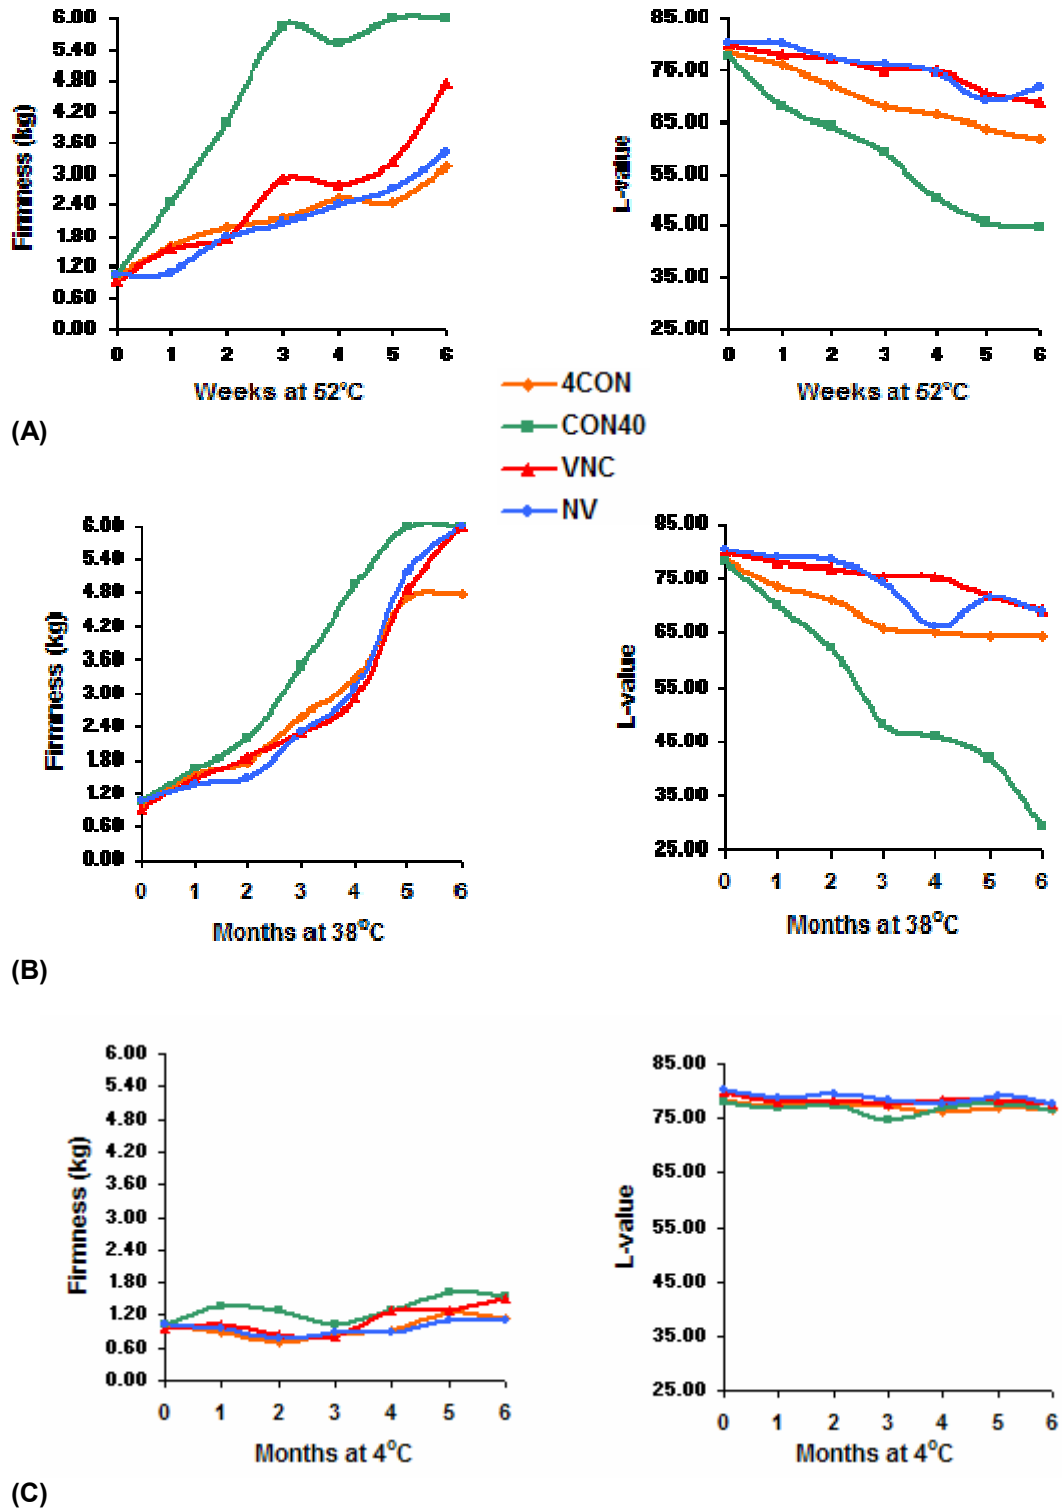 6.00
5.40
4.80
4.20
3.60
3.00
2.40
1.80
1.20
0.60
0.00
Firmness (kg)
0 1 2 3 4 5 6
Weeks at 52°C
85.00
75.00
65.00
55.00
45.00
35.00
25.00
L-value
0 1 2 3 4 5 6
Weeks at 52°C
(A)
4CON
CON40
VNC
NV
6.00
5.40
4.80
4.20
3.60
3.00
2.40
1.80
1.20
0.60
0.00
Firmness (kg)
0 1 2 3 4 5 6
Months at 38°C
85.00
75.00
65.00
55.00
45.00
35.00
25.00
L-value
0 1 2 3 4 5 6
Months at 38°C
(B)
6.00
5.40
4.80
4.20
3.60
3.00
2.40
1.80
1.20
0.60
0.00
Firmness (kg)
0 1 2 3 4 5 6
Months at 4°C
85.00
75.00
65.00
55.00
45.00
35.00
25.00
L-value
0 1 2 3 4 5 6
Months at 4°C
(C)